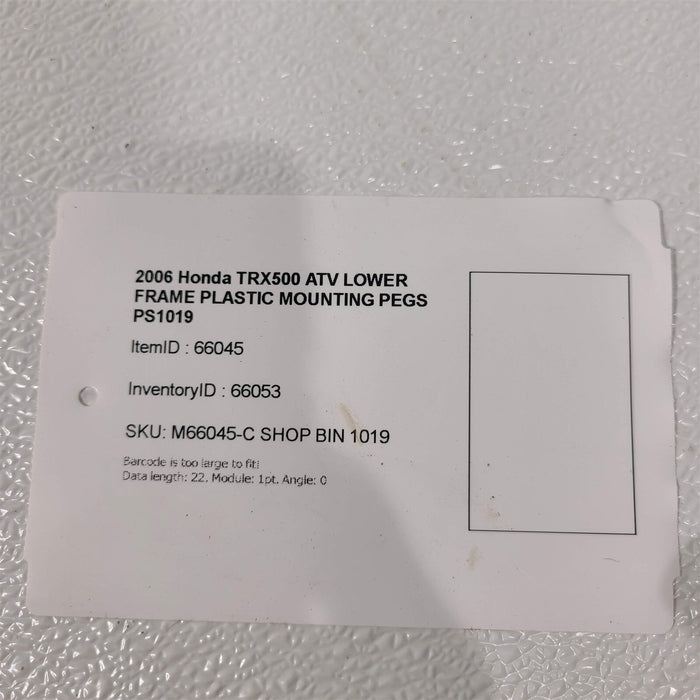 2006 Honda TRX500 ATV LOWER
FRAME PLASTIC MOUNTING PEGS
PS1019
ItemID : 66045
InventoryID : 66053
SKU: M66045-C SHOP BIN 1019
Barcode is too large to fit!
Data length: 22. Module: 1pt. Angle: 0